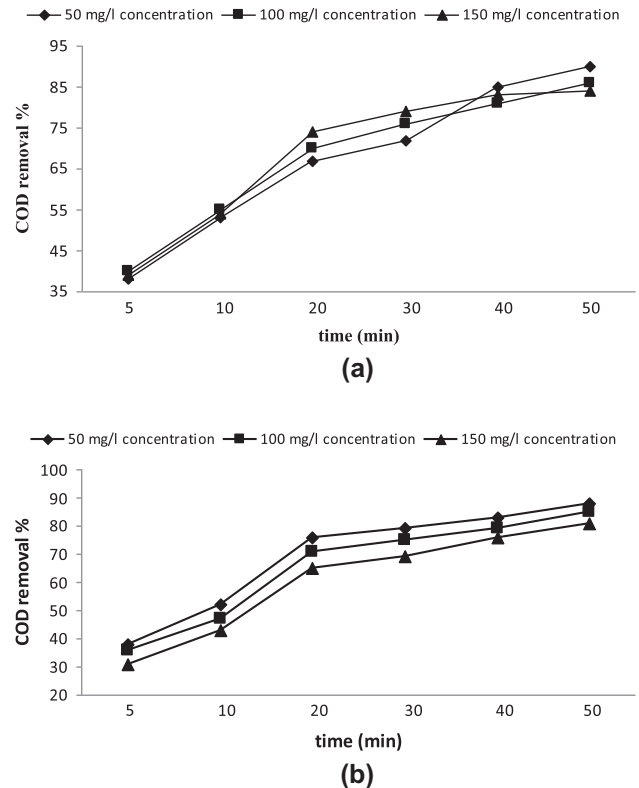 50 mg/l concentration 100 mg/l concentration 150 mg/l concentration
95
85
75
65
55
45
35
COD removal %
5 10 20 30 40 50
time (min)
(a)
50 mg/l concentration 100 mg/l concentration 150 mg/l concentration
100
90
80
70
60
50
40
30
20
COD removal %
5 10 20 30 40 50
time (min)
(b)